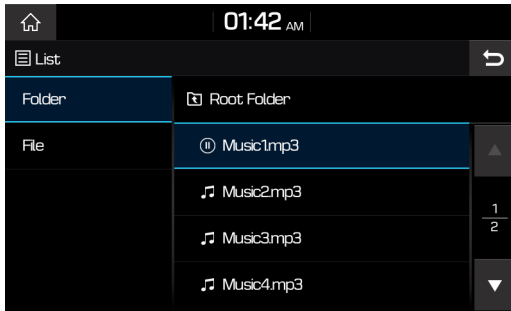 01:42 AM
List
Folder
File
Root Folder
Music1.mp3
Music2.mp3
Music3.mp3
Music4.mp3
1
2